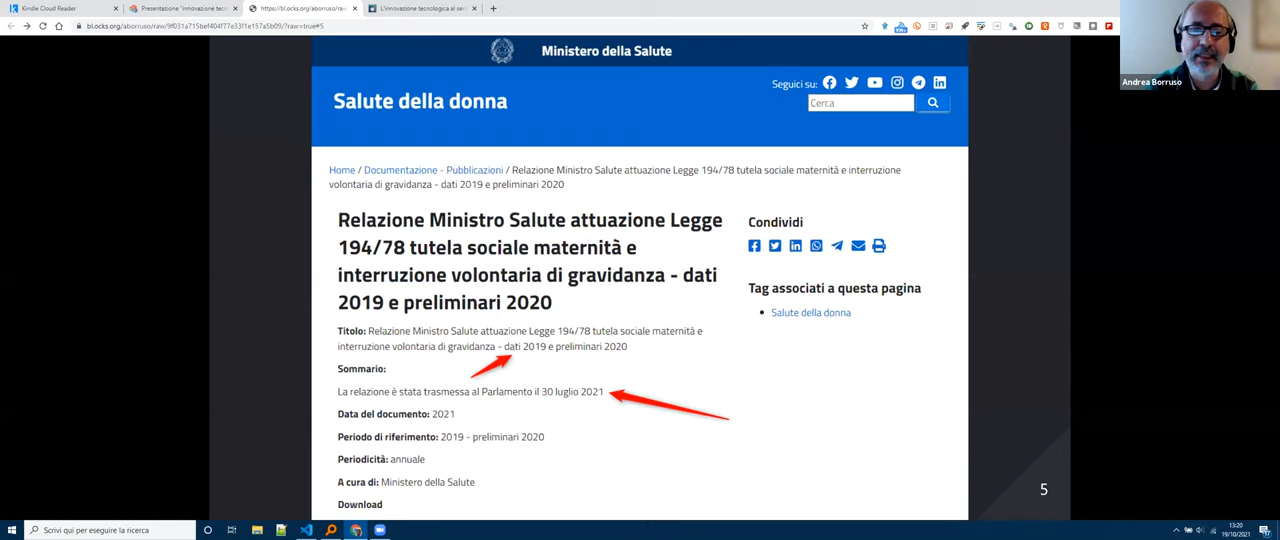 Kindle Cloud Reader
Presentazione "innovazione tecn
https://bl.ocks.org/aborruso/raw
L'innovazione tecnologica al ser
bl.ocks.org/aborruso/raw/9f031a715bef404f77e33f1e157a5b09/?raw=true#5
Andrea Borruso
Ministero della Salute
Seguici su:
Salute della donna
Cerca
Home / Documentazione - Pubblicazioni / Relazione Ministro Salute attuazione Legge 194/78 tutela sociale maternità e interruzione
volontaria di gravidanza - dati 2019 e preliminari 2020
Relazione Ministro Salute attuazione Legge
194/78 tutela sociale maternità e
interruzione volontaria di gravidanza - dati
2019 e preliminari 2020
Condividi
Tag associati a questa pagina
Salute della donna
Titolo: Relazione Ministro Salute attuazione Legge 194/78 tutela sociale maternità e
interruzione volontaria di gravidanza - dati 2019 e preliminari 2020
Sommario:
La relazione è stata trasmessa al Parlamento il 30 luglio 2021
Data del documento: 2021
Periodo di riferimento: 2019 - preliminari 2020
Periodicità: annuale
A cura di: Ministero della Salute
Download
5
Scrivi qui per eseguire la ricerca
13:20
19/10/2021